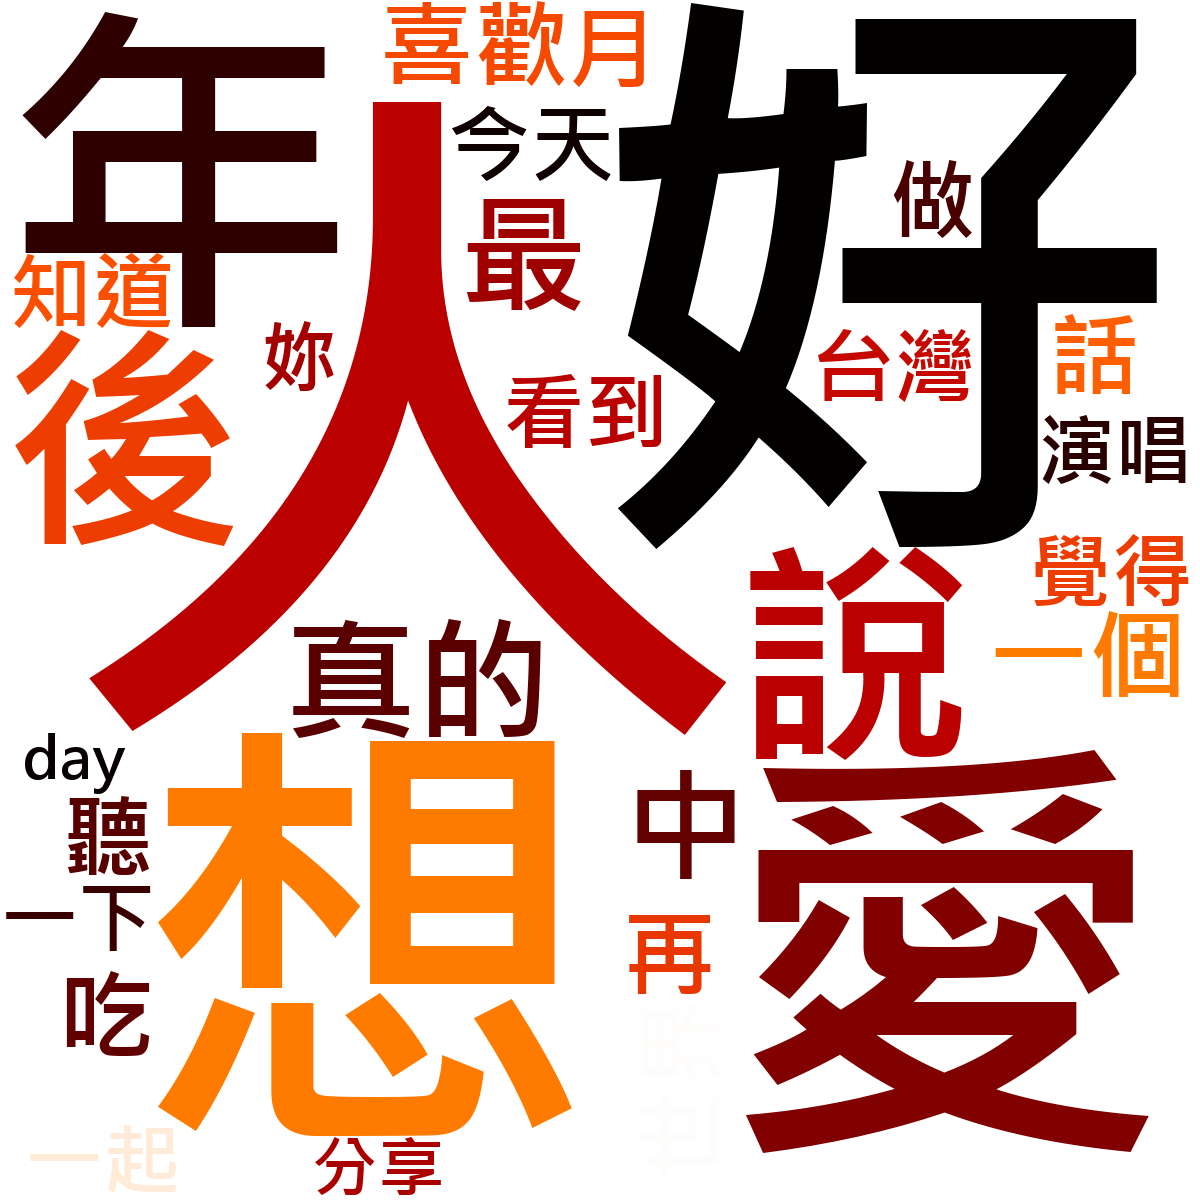 年
喜歡
月
好
人
今天
做
最
知道
妳
後
台灣
話
看到
演唱
覺得
說
一個
真的
day
想
愛
中
聽
一下
再
吃
世界
一起
分享